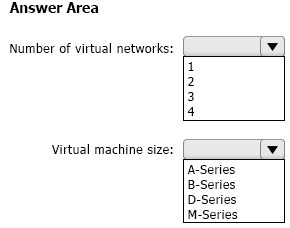 Answer Area
Number of virtual networks:
1
2
3
4
Virtual machine size:
A-Series
B-Series
D-Series
M-Series